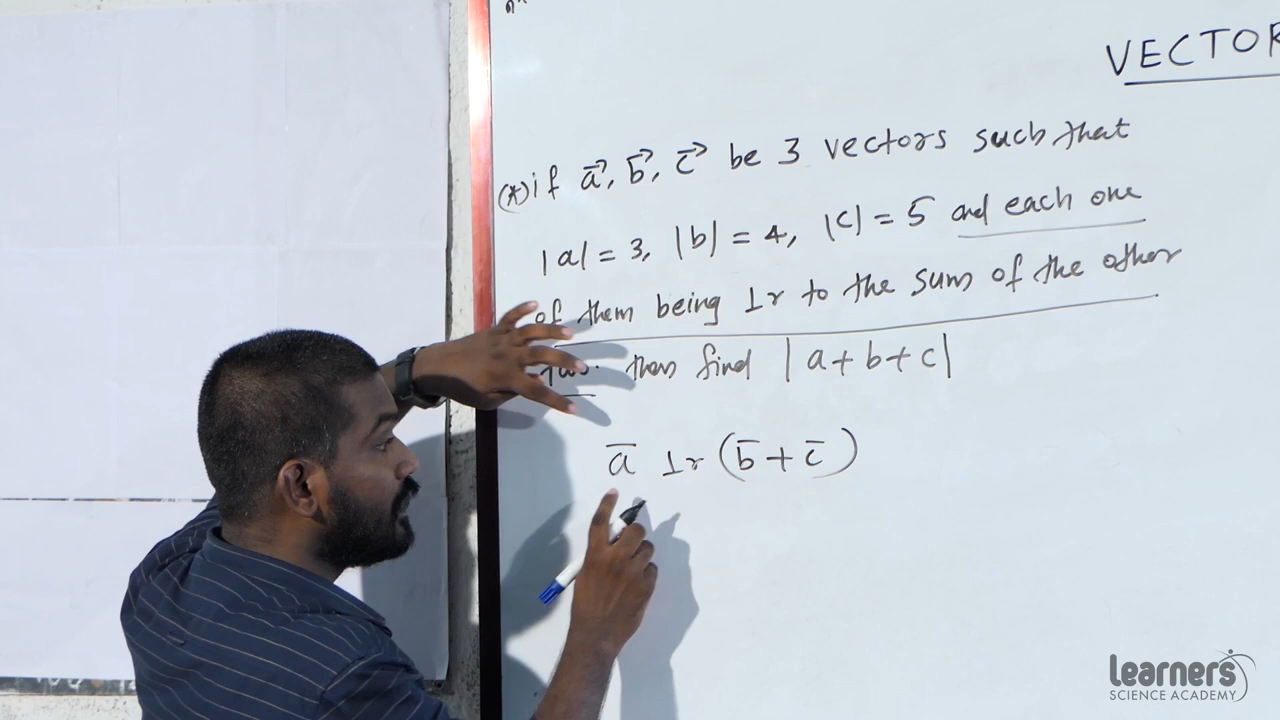 VECTOR
(*) if a⃗, b⃗, c⃗ be 3 vectors such that
|a| = 3, |b| = 4, |c| = 5 and each one
of them being ⊥r to the sum of the other
then find |a+b+c|
a̅ ⊥r (b̅+c̅)
Learners
SCIENCE ACADEMY